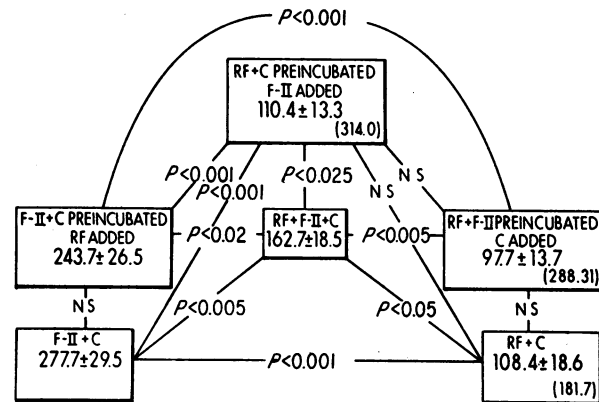 P<0.001
RF+C PREINCUBATED
F-II ADDED
110.4±13.3
(314.0)
P<0.001
P<0.001
P<0.025
NS
NS
F-II+C PREINCUBATED
RF ADDED
243.7±26.5
P<0.02
RF+F-II+C
162.7±18.5
P<0.005
RF+F-II PREINCUBATED
C ADDED
97.7±13.7
(288.31)
NS
P<0.005
P<0.05
NS
F-II+C
277.7±29.5
P<0.001
RF+C
108.4±18.6
(181.7)